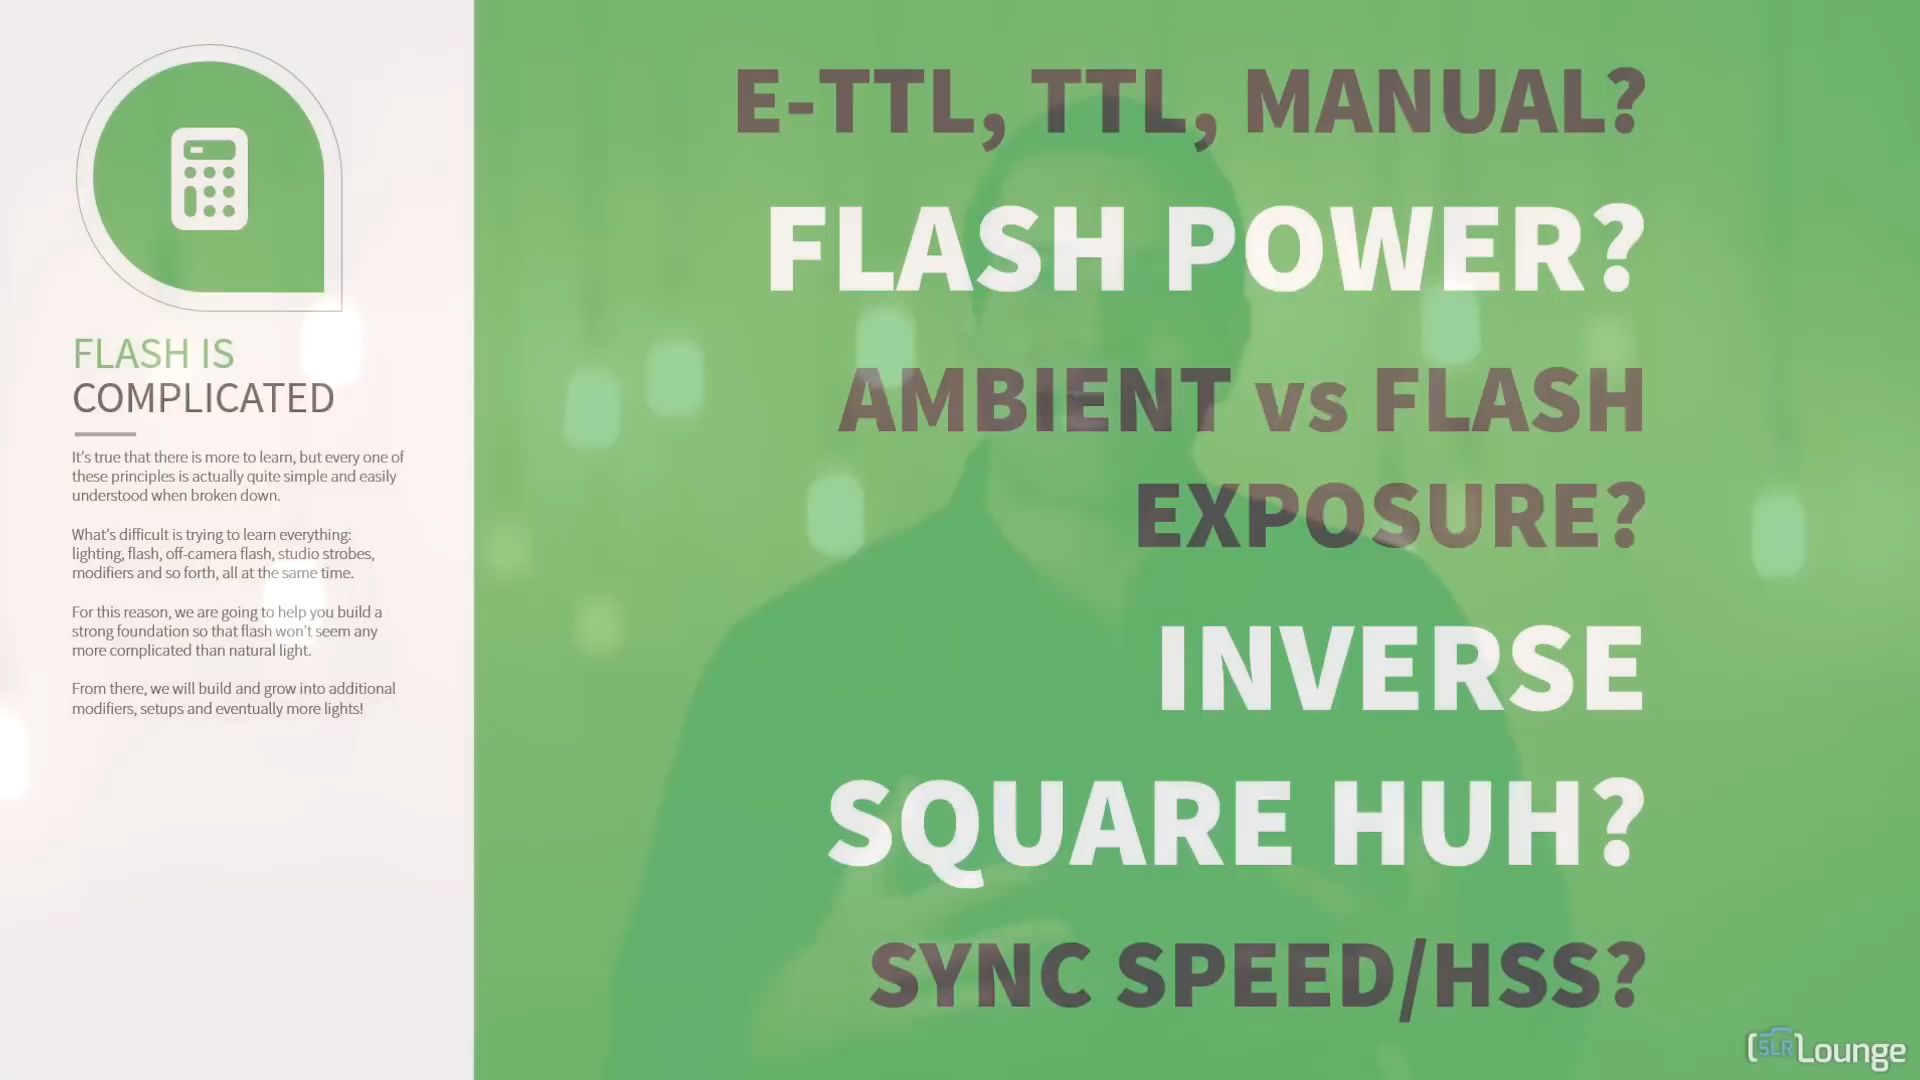 FLASH IS
COMPLICATED
It's true that there is more to learn, but every one of
these principles is actually quite simple and easily
understood when broken down.
What's difficult is trying to learn everything:
lighting, flash, off-camera flash, studio strobes,
modifiers and so forth, all at the same time.
For this reason, we are going to help you build a
strong foundation so that flash won't seem any
more complicated than natural light.
From there, we will build and grow into additional
modifiers, setups and eventually more lights!
E-TTL, TTL, MANUAL?
FLASH POWER?
AMBIENT vs FLASH
EXPOSURE?
INVERSE
SQUARE HUH?
SYNC SPEED/HSS?
SLR Lounge